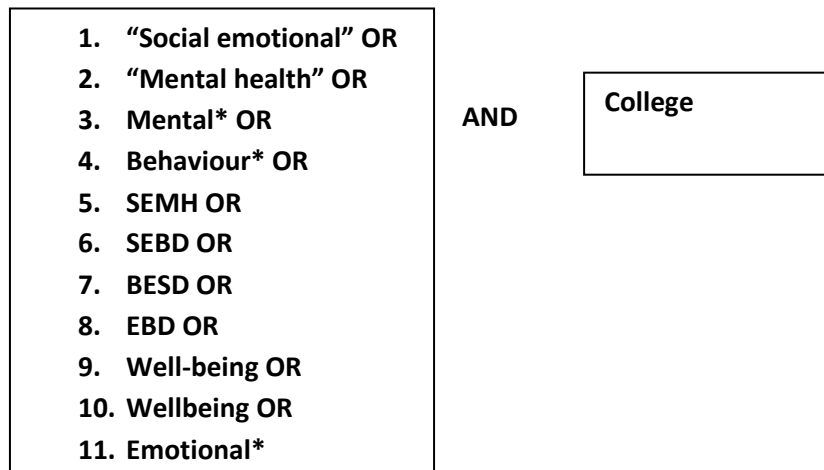 1. “Social emotional” OR
2. “Mental health” OR
3. Mental* OR
4. Behaviour* OR
5. SEMH OR
6. SEBD OR
7. BESD OR
8. EBD OR
9. Well-being OR
10. Wellbeing OR
11. Emotional*
AND
College